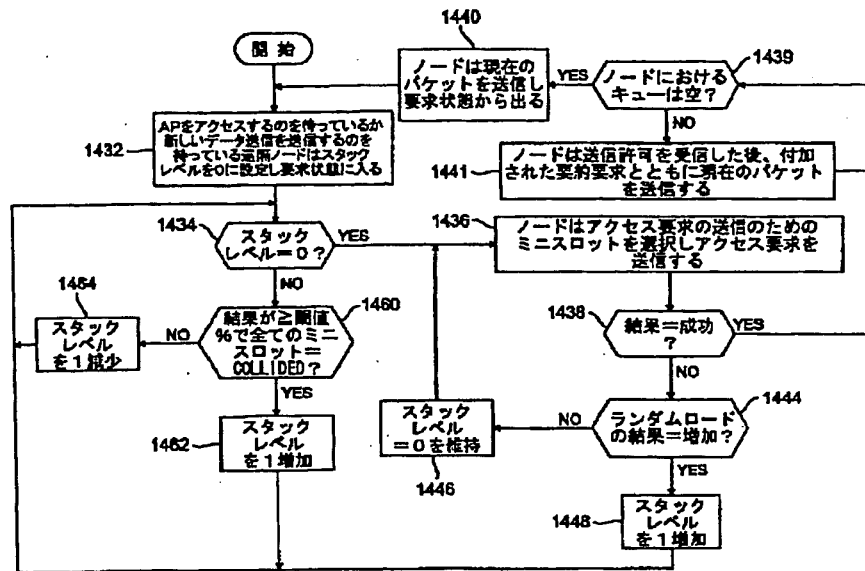 開始
1440
ノードは現在の
パケットを送信し
要求状態から出る
YES
1439
ノードにおける
キューは空?
NO
1432
APをアクセスするのを待っているか
新しいデータ送信を送信するのを
待っている遠隔ノードはスタック
レベルを0に設定し要求状態に入る
1441
ノードは送信許可を受信した後、付加
された要約要求とともに現在のパケット
を送信する
1434
スタック
レベル=0?
YES
NO
1436
ノードはアクセス要求の送信のための
ミニスロットを選択しアクセス要求を
送信する
1464
スタック
レベル
を1減少
NO
1460
結果が≧閾値
%で全てのミニ
スロット=
COLLIDED?
YES
1438
結果=成功
?
YES
NO
1462
スタック
レベル
を1増加
スタック
レベル
=0を維持
1446
NO
1444
ランダムロード
の結果=増加?
YES
1448
スタック
レベル
を1増加